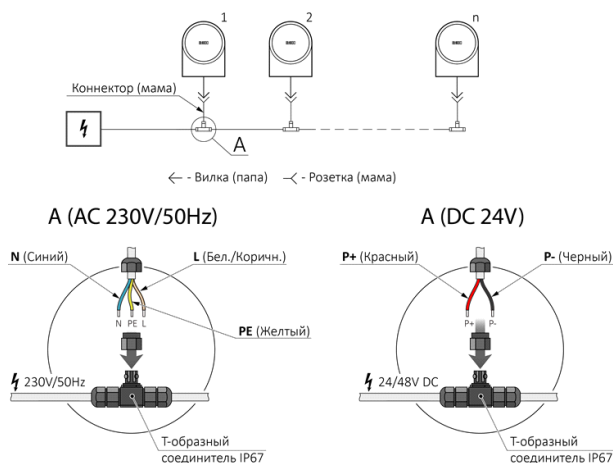 1
2
n
Коннектор (мама)
A
- Вилка (папа)
- Розетка (мама)
A (AC 230V/50Hz)
A (DC 24V)
N (Синий)
L (Бел./Коричн.)
N PE L
PE (Желтый)
230V/50Hz
Т-образный
соединитель IP67
P+ (Красный)
P- (Черный)
P+ P-
24/48V DC
Т-образный
соединитель IP67